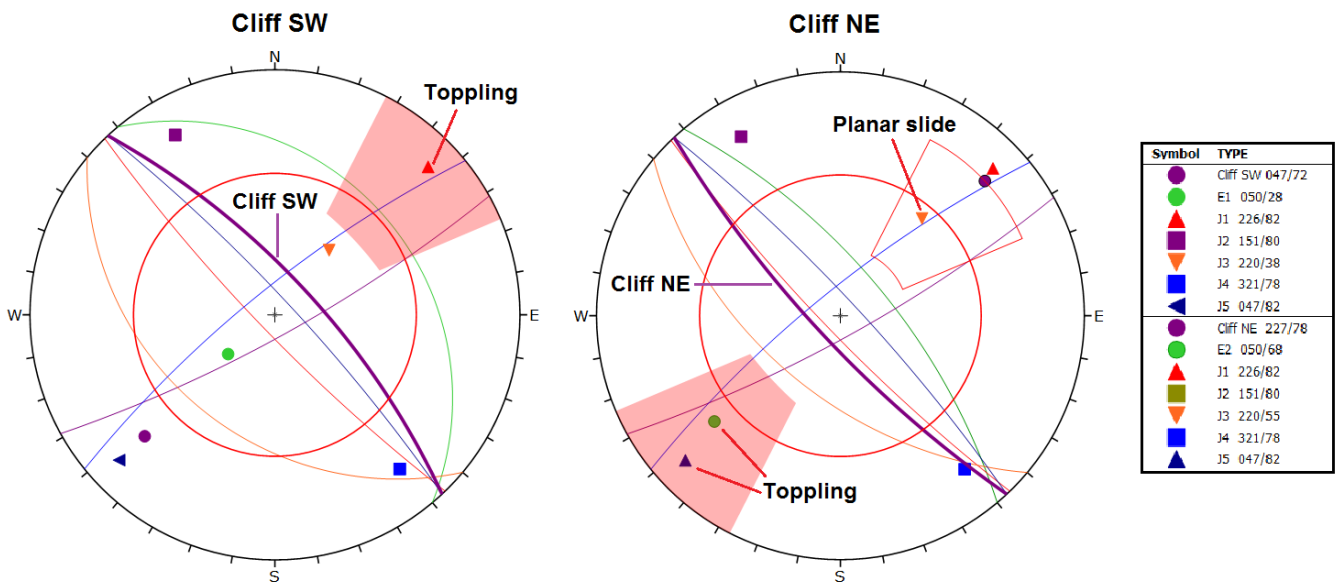 Cliff SW
Cliff NE
N
N
Toppling
Planar slide
Cliff SW
Cliff NE
W
E
W
E
Toppling
S
S
Symbol TYPE
Cliff SW 047/72
E1 050/28
J1 226/82
J2 151/80
J3 220/38
J4 321/78
J5 047/82
Cliff NE 227/78
E2 050/68
J1 226/82
J2 151/80
J3 220/55
J4 321/78
J5 047/82